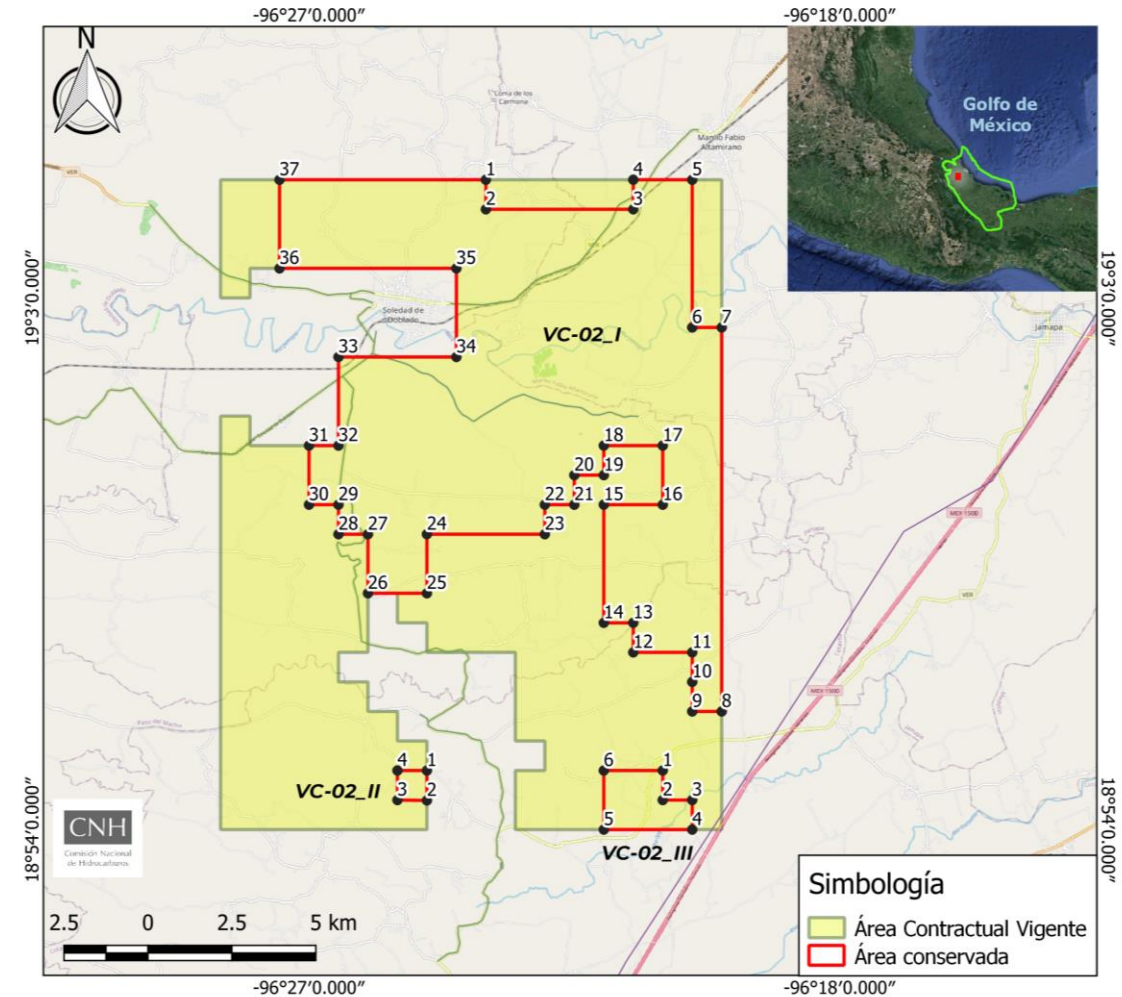 -96°27'0.000"
-96°18'0.000"
N
Loma de los
Carmona
Manlio Fabio
Altamirano
Golfo de
México
VER
37
1
4
5
2
3
36
35
19°3'0.000"
19°3'0.000"
Soledad de
Doblado
6
7
Jamapa
VC-02_I
33
34
31
32
18
17
20
19
30
29
22
21
15
16
MEX 150D
28
27
24
23
26
25
VER
14
13
12
11
10
MEX 150D
9
8
4
1
6
1
VC-02_II
3
2
2
3
5
4
18°54'0.000"
18°54'0.000"
CNH
Comisión Nacional
de Hidrocarburos
VC-02_III
Simbología
Área Contractual Vigente
Área conservada
2.5
0
2.5
5 km
-96°27'0.000"
-96°18'0.000"